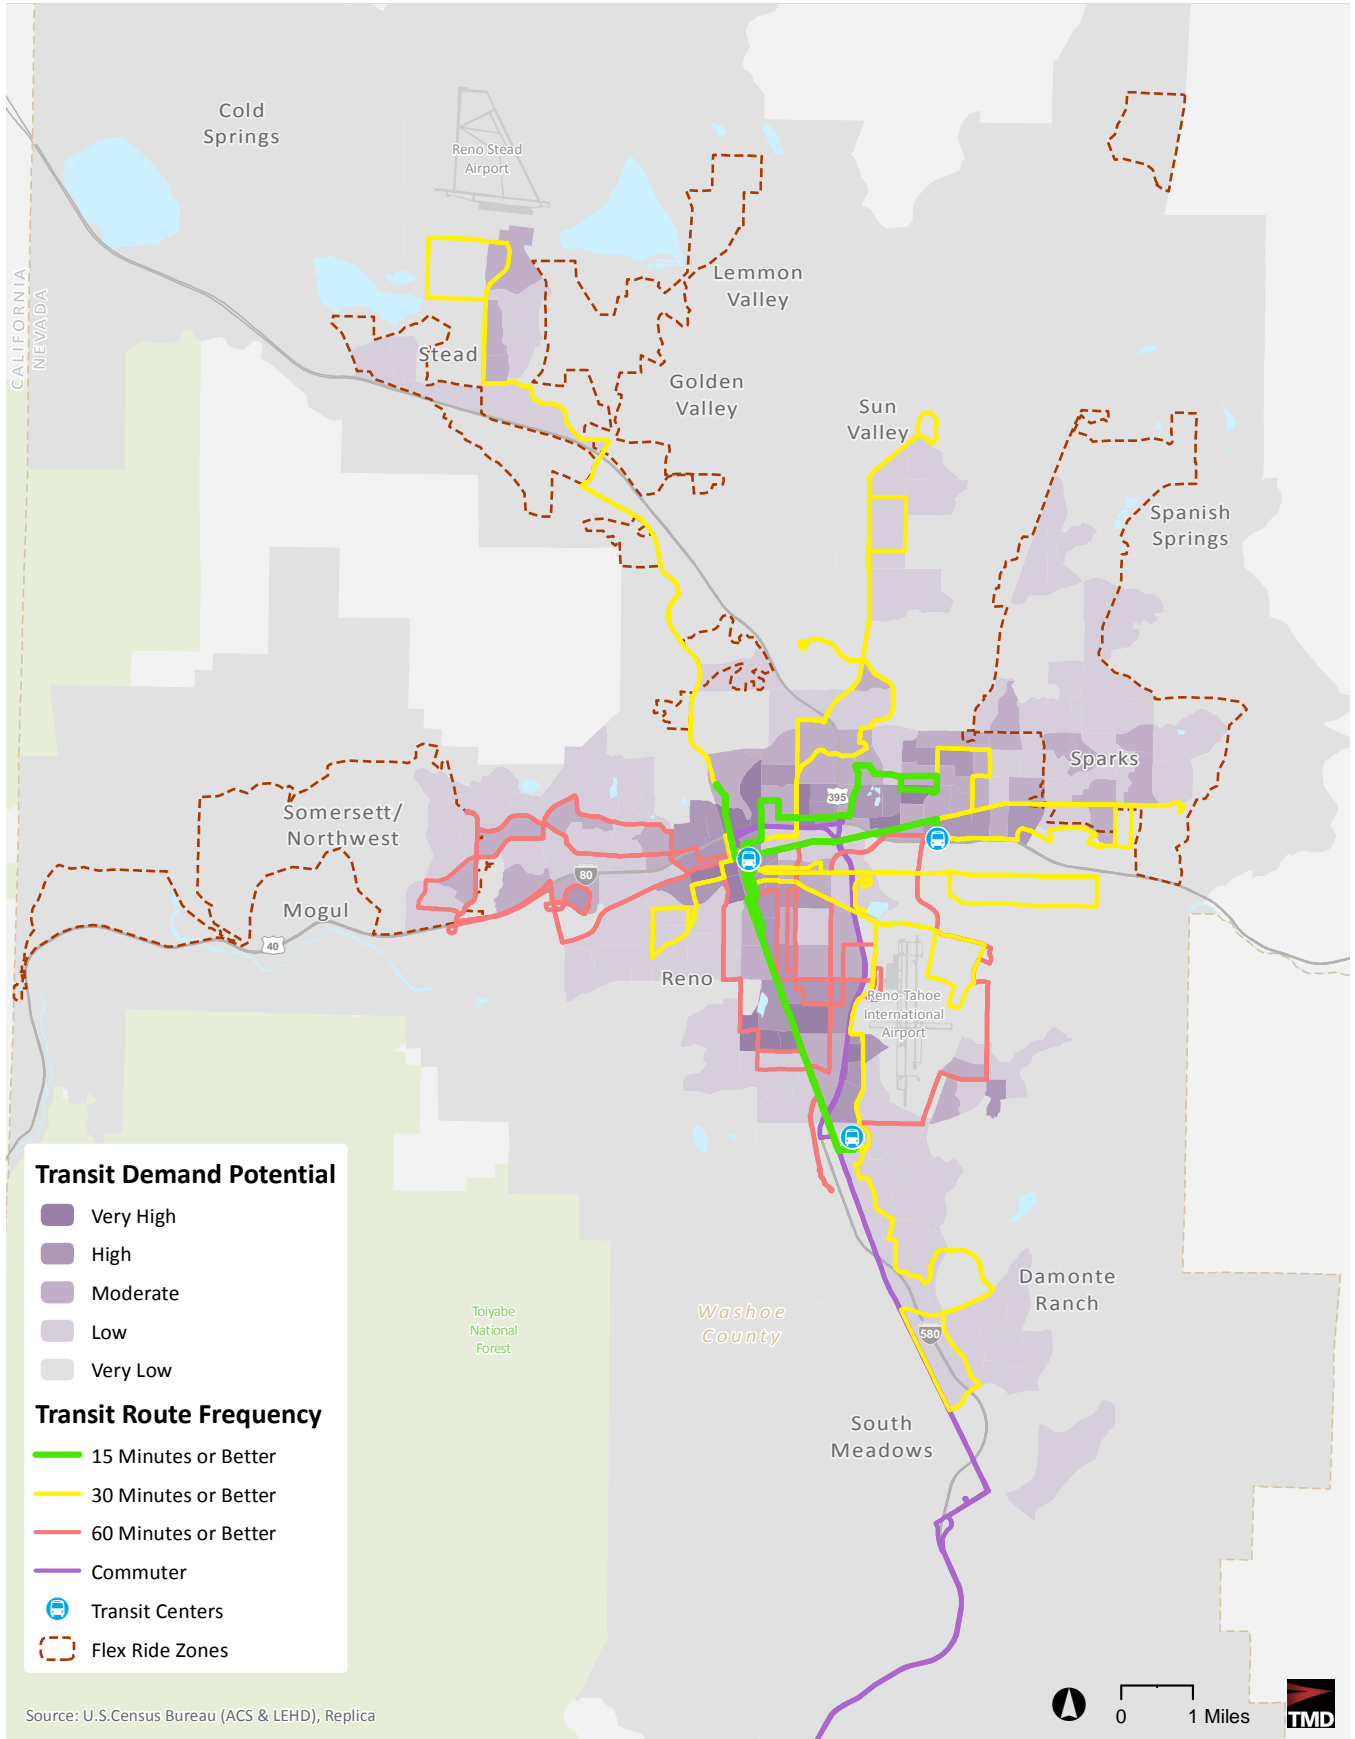 Cold
Springs
Reno Stead
Airport
Lemmon
Valley
CALIFORNIA
NEVADA
Stead
Golden
Valley
Sun
Valley
Spanish
Springs
Sparks
395
Somersett/
Northwest
80
Mogul
40
Reno
Reno-Tahoe
International
Airport
Damonte
Ranch
Toiyabe
National
Forest
Washoe
County
580
South
Meadows
Transit Demand Potential
Very High
High
Moderate
Low
Very Low
Transit Route Frequency
15 Minutes or Better
30 Minutes or Better
60 Minutes or Better
Commuter
Transit Centers
Flex Ride Zones
Source: U.S.Census Bureau (ACS & LEHD), Replica
0 1 Miles
TMD